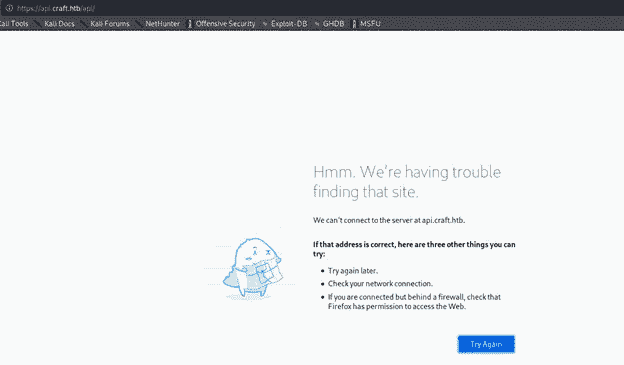 https://api.craft.htb/api/
Kali Tools Kali Docs Kali Forums NetHunter Offensive Security Exploit-DB GHDB MSFU
Hmm. We're having trouble
finding that site.
We can't connect to the server at api.craft.htb.
If that address is correct, here are three other things you can
try:
Try again later.
Check your network connection.
If you are connected but behind a firewall, check that
Firefox has permission to access the Web.
Try Again